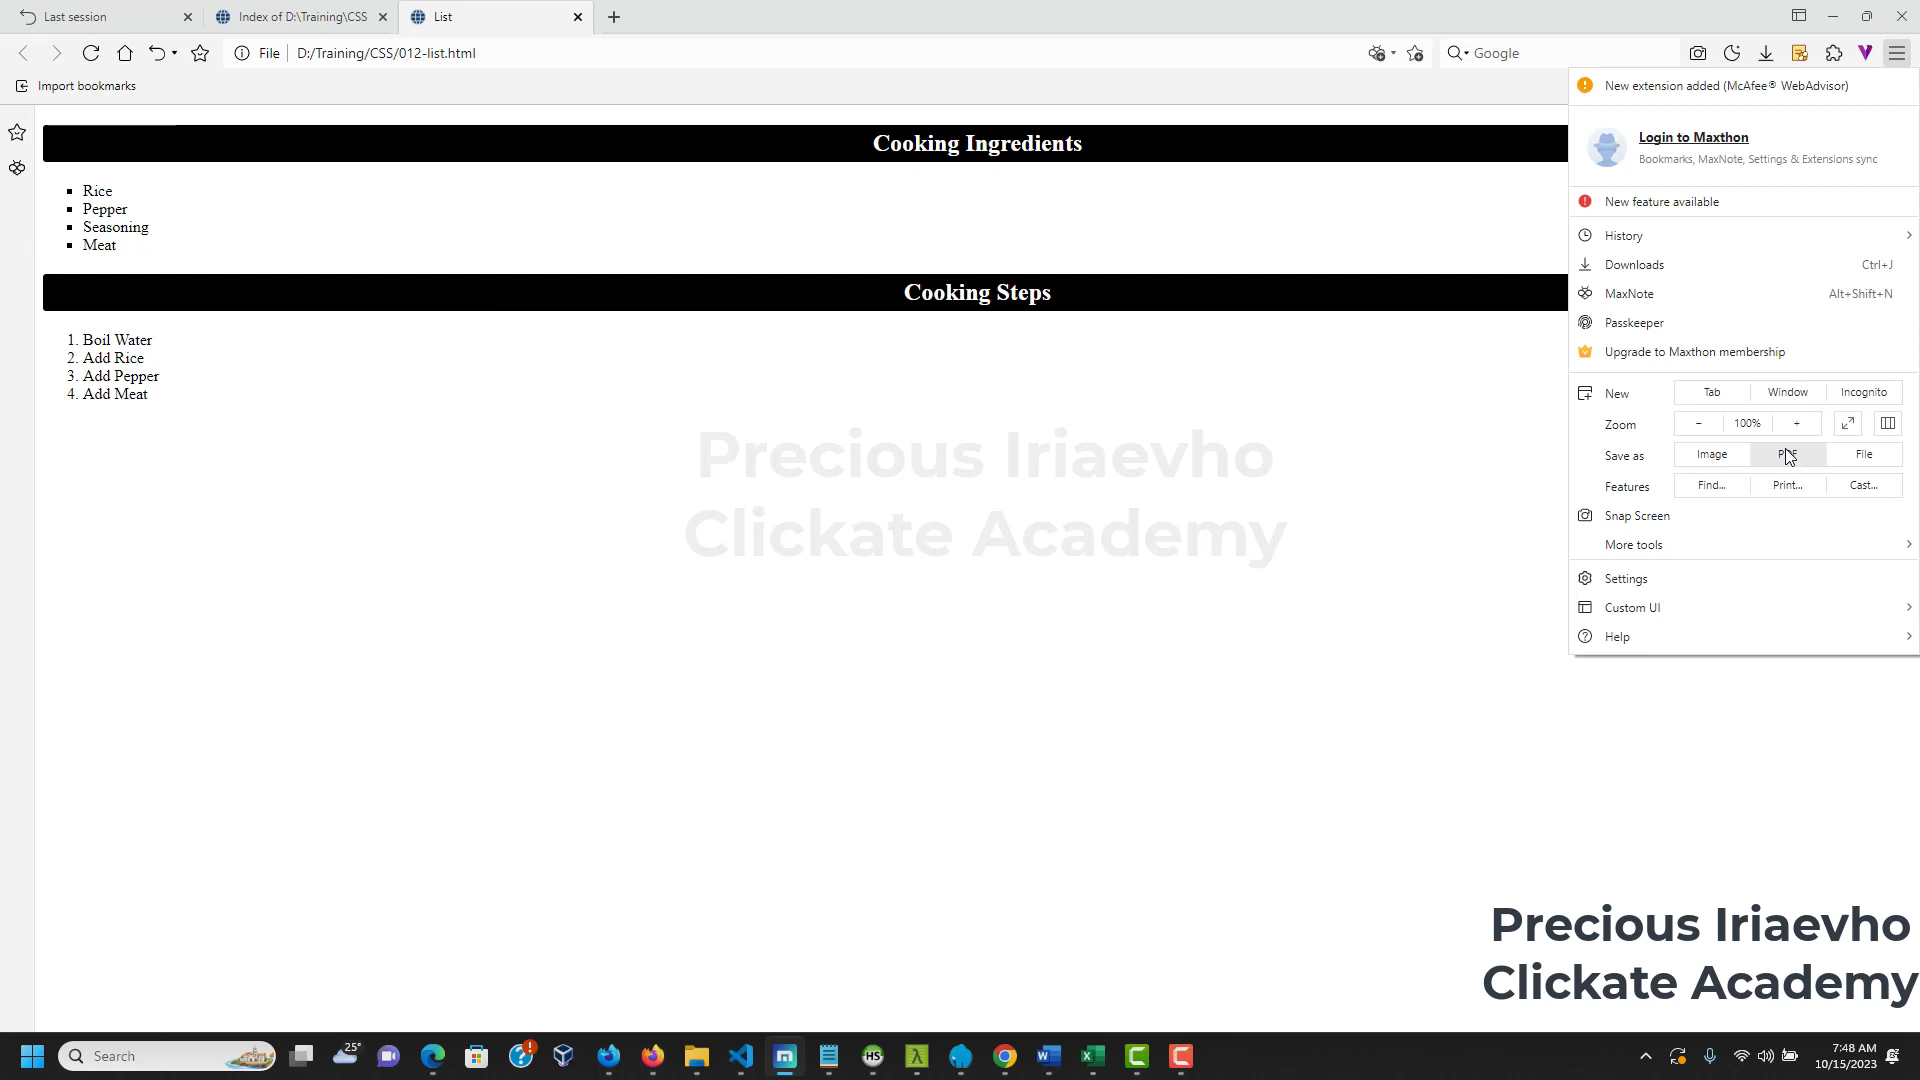 Last session
Index of D:\Training\CSS
List
File
D:/Training/CSS/012-list.html
Google
Import bookmarks
Cooking Ingredients
Rice
Pepper
Seasoning
Meat
Cooking Steps
1. Boil Water
2. Add Rice
3. Add Pepper
4. Add Meat
Precious Iriaevho
Clickate Academy
New extension added (McAfee® WebAdvisor)
Login to Maxthon
Bookmarks, MaxNote, Settings & Extensions sync
New feature available
History
Downloads Ctrl+J
MaxNote Alt+Shift+N
Passkeeper
Upgrade to Maxthon membership
New Tab Window Incognito
Zoom − 100% +
Save as Image File
Features Find... Print... Cast...
Snap Screen
More tools
Settings
Custom UI
Help
Precious Iriaevho
Clickate Academy
Search
25°
HS
7:48 AM
10/15/2023